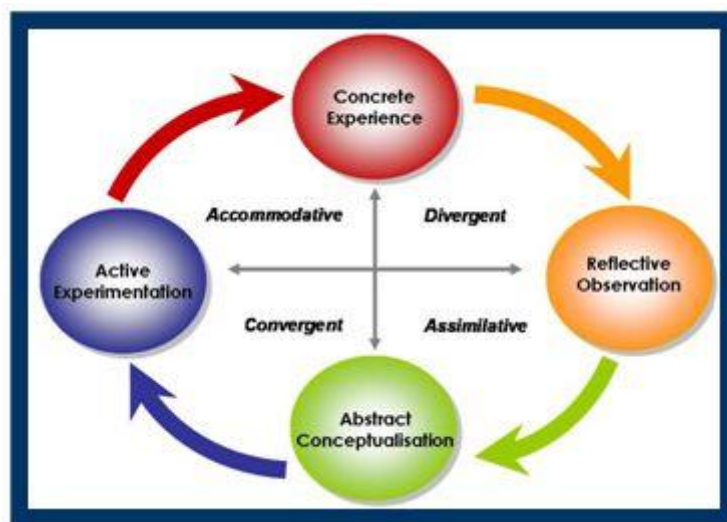 Concrete
Experience
Accommodative
Divergent
Active
Experimentation
Reflective
Observation
Convergent
Assimilative
Abstract
Conceptualisation